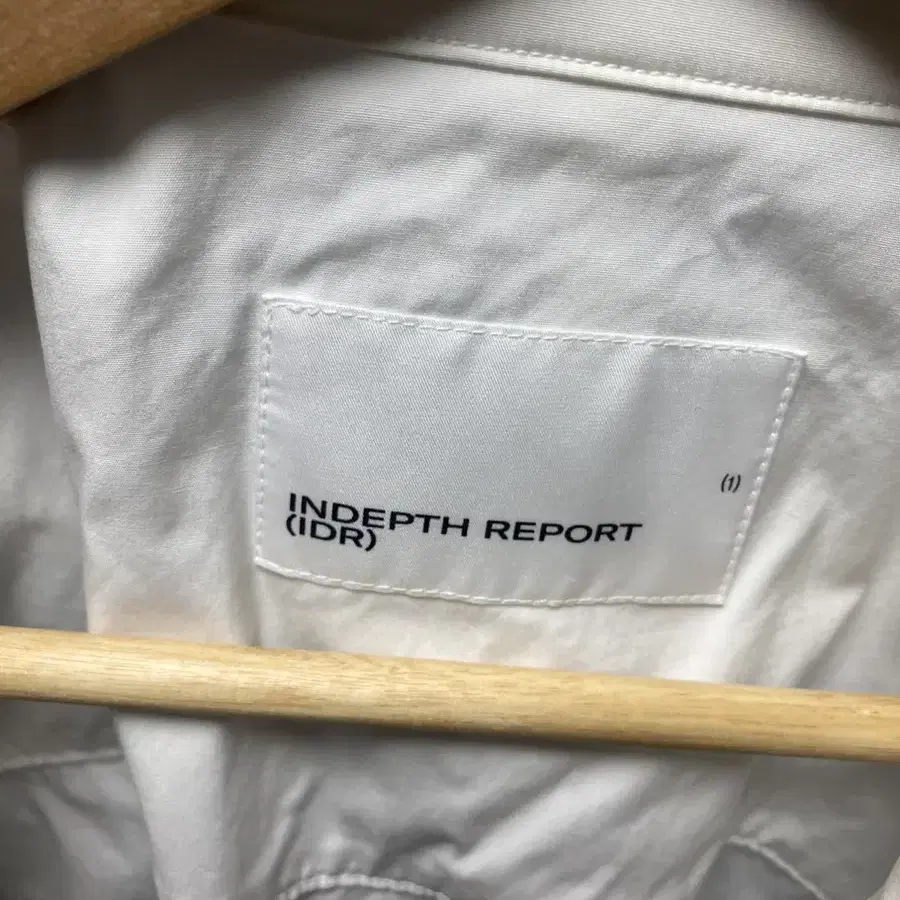 (1)
INDEPTH REPORT
(IDR)